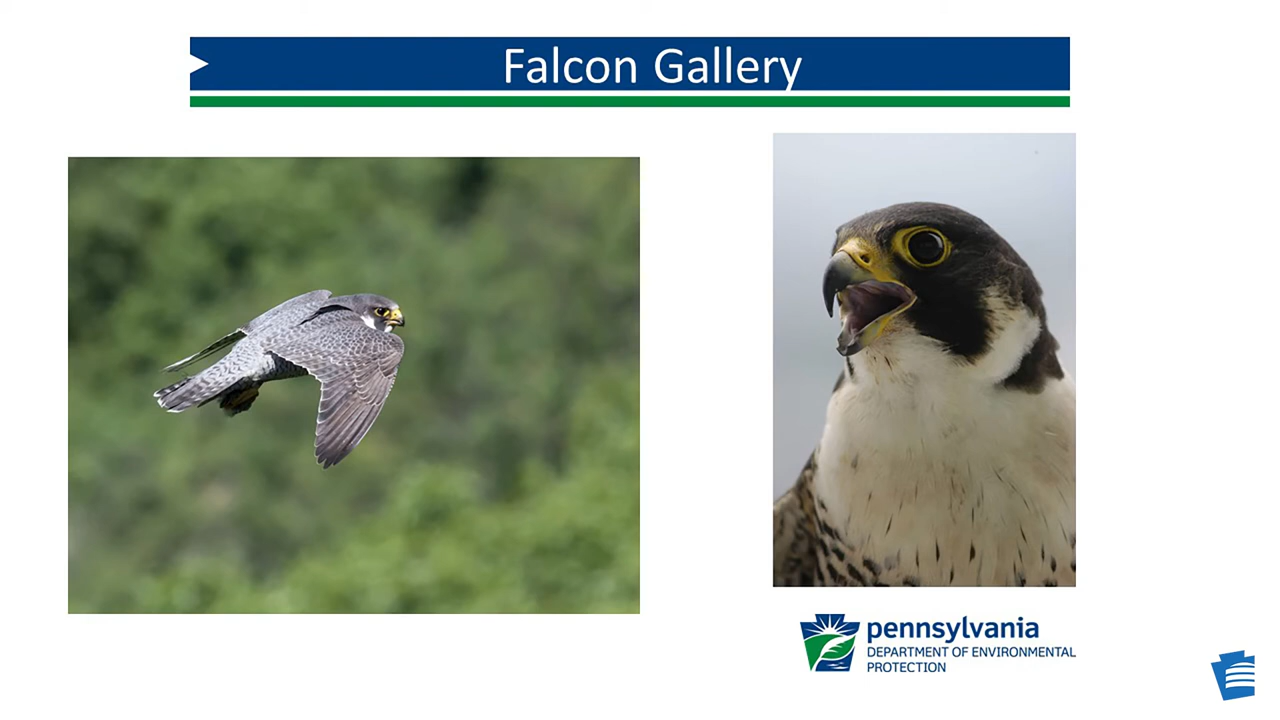 Falcon Gallery
pennsylvania
DEPARTMENT OF ENVIRONMENTAL
PROTECTION